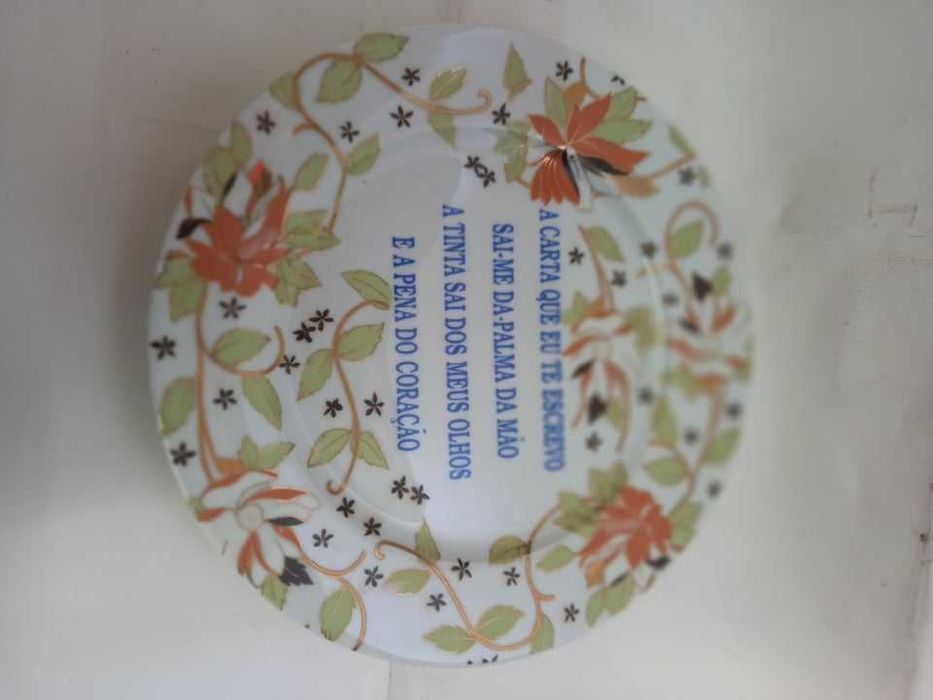 A CARTA QUE EU TE ESCREVO
SAI-ME DA-PALMA DA MÃO
A TINTA SAI DOS MEUS OLHOS
E A PENA DO CORAÇÃO